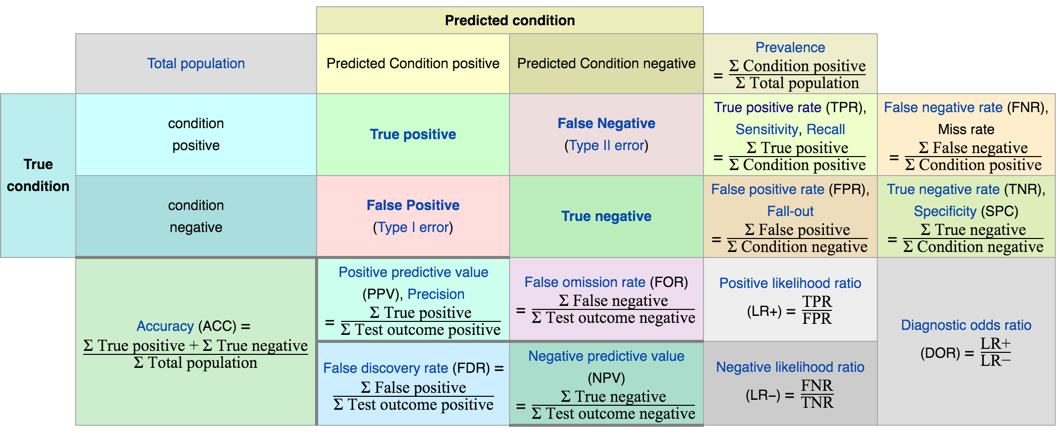 Predicted condition
Total population
Predicted Condition positive
Predicted Condition negative
Prevalence
= Σ Condition positive
Σ Total population
True condition
condition
positive
True positive
False Negative
(Type II error)
True positive rate (TPR),
Sensitivity, Recall
= Σ True positive
Σ Condition positive
False negative rate (FNR),
Miss rate
= Σ False negative
Σ Condition positive
condition
negative
False Positive
(Type I error)
True negative
False positive rate (FPR),
Fall-out
= Σ False positive
Σ Condition negative
True negative rate (TNR),
Specificity (SPC)
= Σ True negative
Σ Condition negative
Accuracy (ACC) =
Σ True positive + Σ True negative
Σ Total population
Positive predictive value
(PPV), Precision
= Σ True positive
Σ Test outcome positive
False omission rate (FOR)
= Σ False negative
Σ Test outcome negative
Positive likelihood ratio
(LR+) = TPR
FPR
Diagnostic odds ratio
(DOR) = LR+
LR−
False discovery rate (FDR) =
Σ False positive
Σ Test outcome positive
Negative predictive value
(NPV)
= Σ True negative
Σ Test outcome negative
Negative likelihood ratio
(LR−) = FNR
TNR